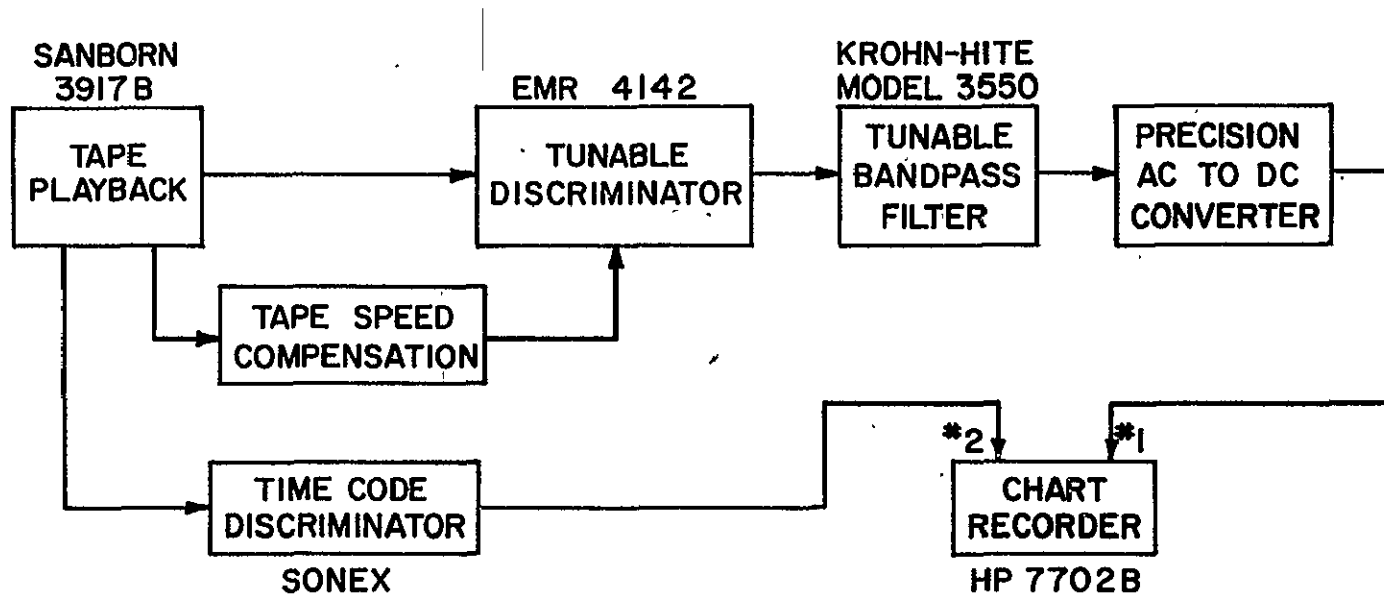 SANBORN
3917B
TAPE
PLAYBACK
EMR 4142
TUNABLE
DISCRIMINATOR
KROHN-HITE
MODEL 3550
TUNABLE
BANDPASS
FILTER
PRECISION
AC TO DC
CONVERTER
TAPE SPEED
COMPENSATION
TIME CODE
DISCRIMINATOR
SONEX
#2
#1
CHART
RECORDER
HP 7702B